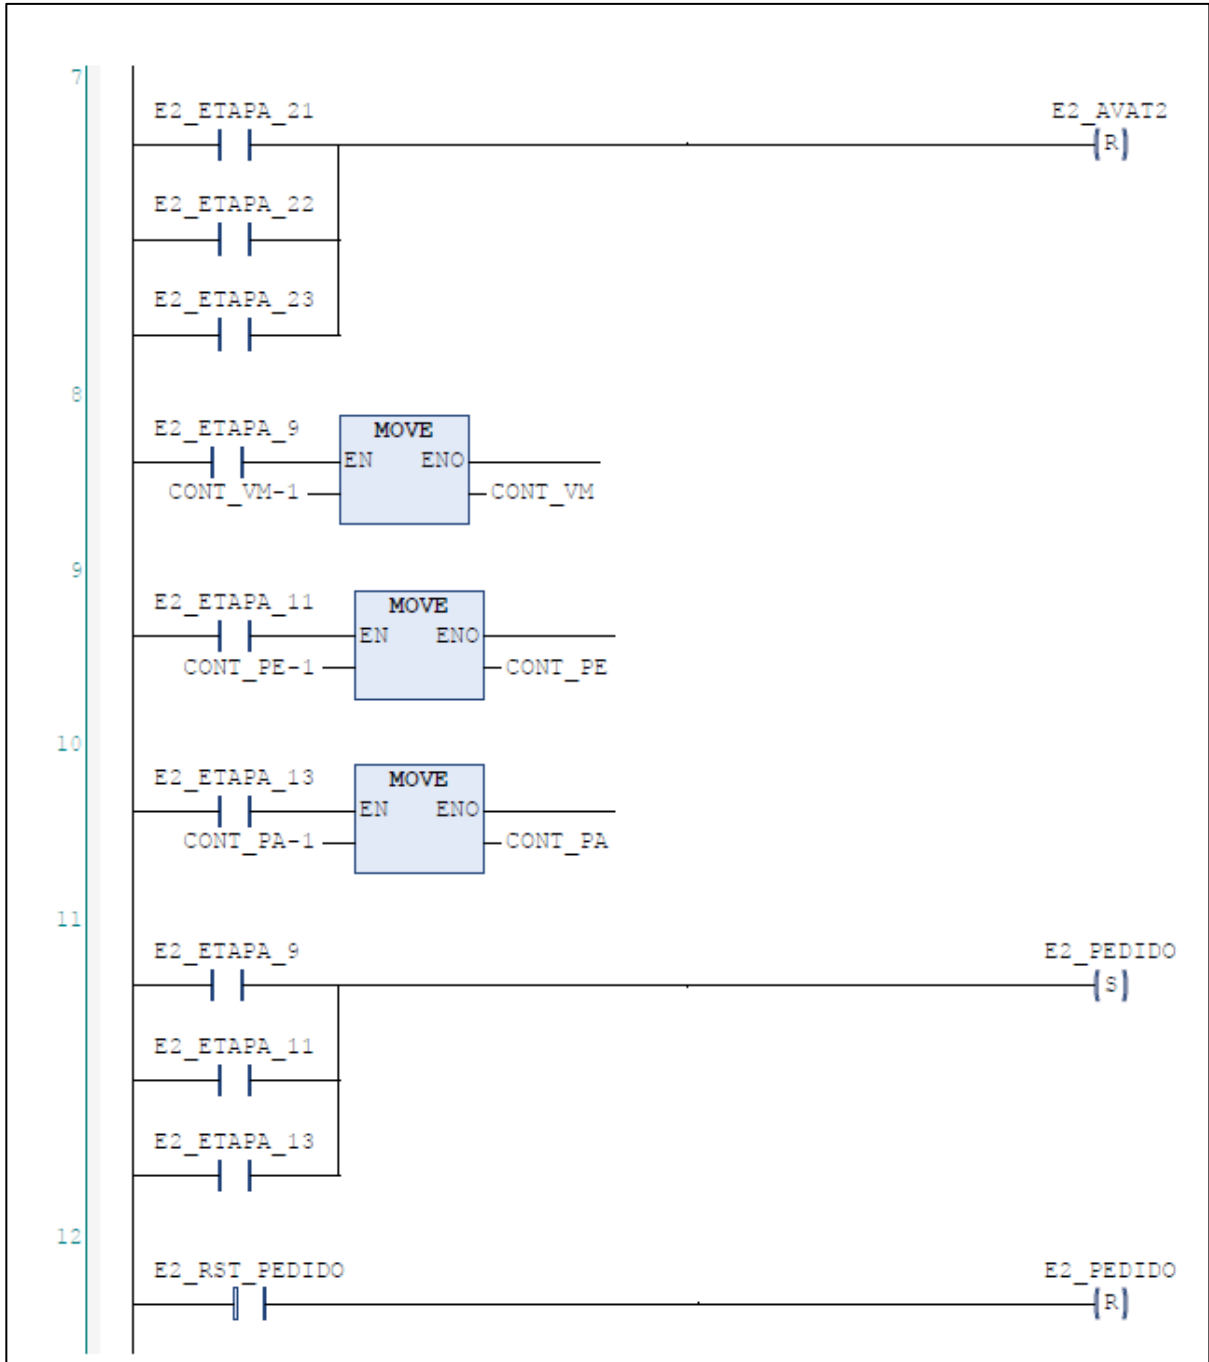 7
E2_ETAPA_21 E2_AVAT2
R
E2_ETAPA_22
E2_ETAPA_23
8
E2_ETAPA_9 MOVE
EN ENO
CONT_VM-1 CONT_VM
9
E2_ETAPA_11 MOVE
EN ENO
CONT_PE-1 CONT_PE
10
E2_ETAPA_13 MOVE
EN ENO
CONT_PA-1 CONT_PA
11
E2_ETAPA_9 E2_PEDIDO
S
E2_ETAPA_11
E2_ETAPA_13
12
E2_RST_PEDIDO E2_PEDIDO
R